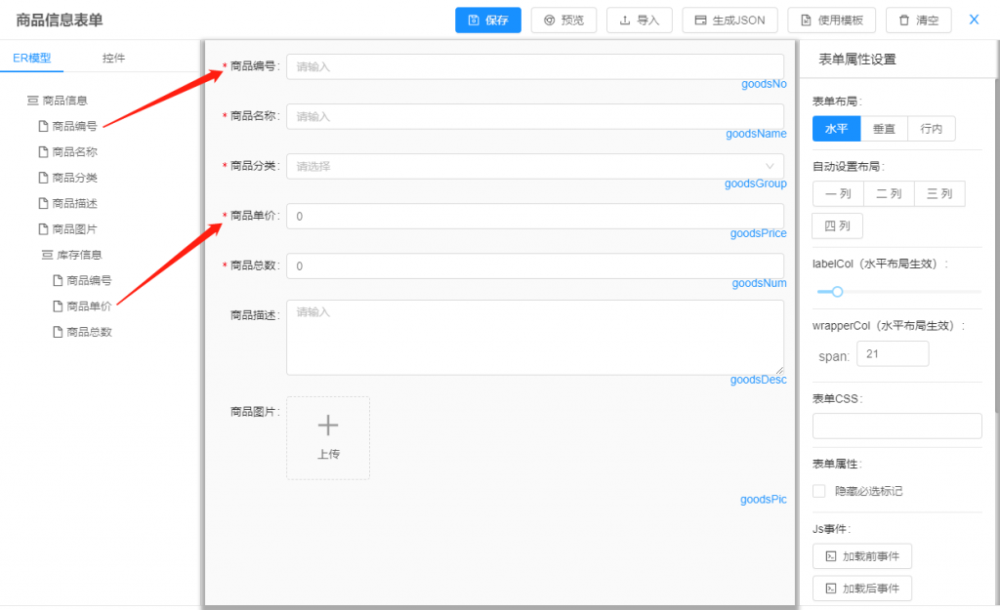 商品信息表单
保存
预览
导入
生成JSON
使用模板
清空
X
ER模型
控件
商品信息
商品编号
商品名称
商品分类
商品描述
商品图片
库存信息
商品编号
商品单价
商品总数
* 商品编号: 请输入
goodsNo
* 商品名称: 请输入
goodsName
* 商品分类: 请选择
goodsGroup
* 商品单价: 0
goodsPrice
* 商品总数: 0
goodsNum
商品描述: 请输入
goodsDesc
商品图片:
上传
goodsPic
表单属性设置
表单布局:
水平 垂直 行内
自动设置布局:
一 列 二 列 三 列
四 列
labelCol（水平布局生效）:
wrapperCol（水平布局生效）:
span: 21
表单CSS:
表单属性:
隐藏必选标记
Js事件:
加载前事件
加载后事件